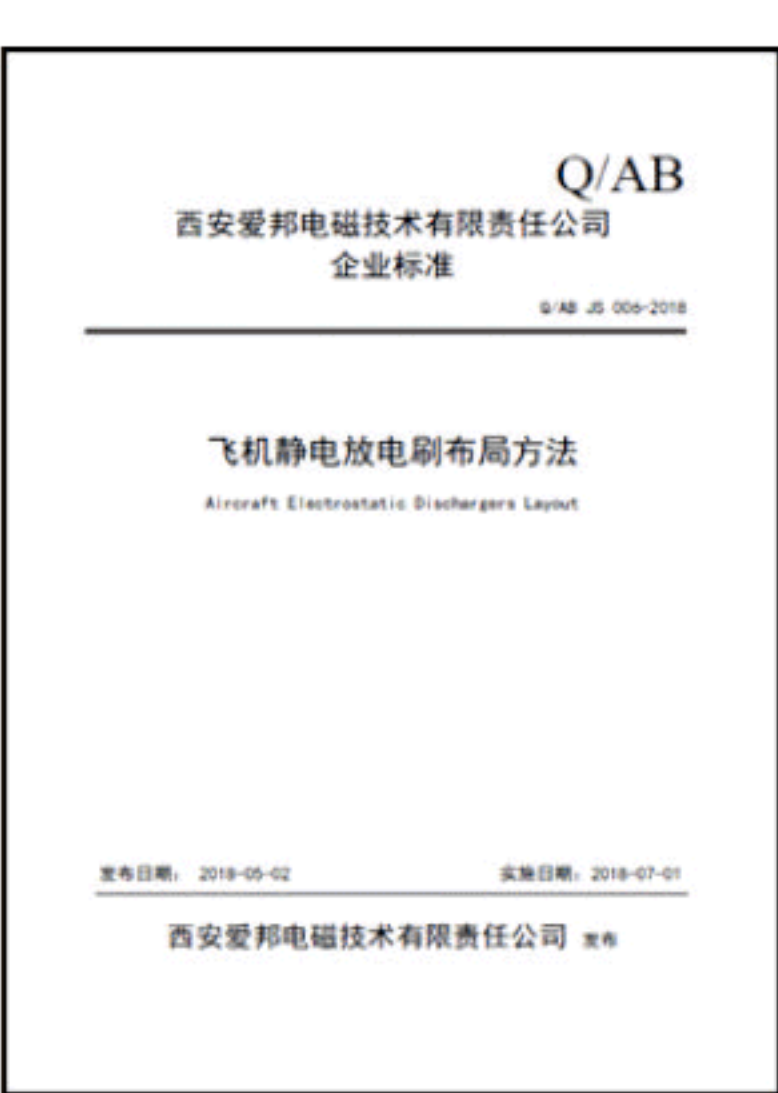 Q/AB
西安爱邦电磁技术有限责任公司
企业标准
Q/AB JS 006-2018
飞机静电放电刷布局方法
Aircraft Electrostatic Dischargers Layout
发布日期： 2018-05-02 实施日期：2018-07-01
西安爱邦电磁技术有限责任公司 发布